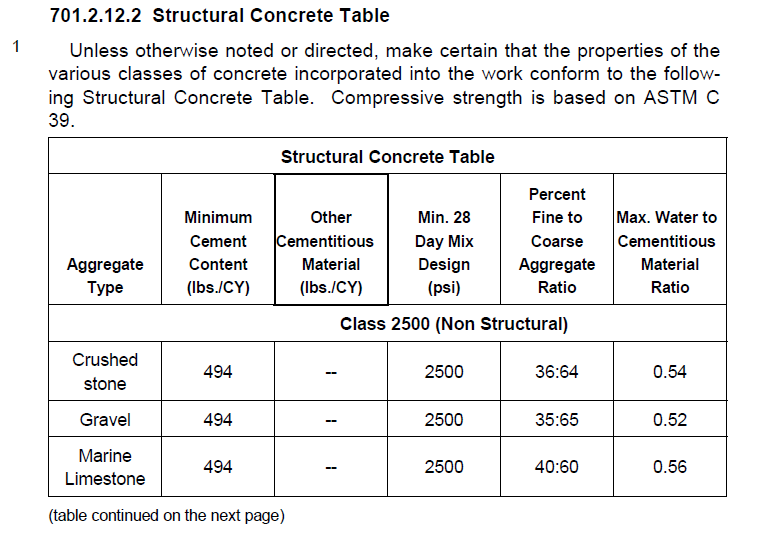 701.2.12.2 Structural Concrete Table
1
Unless otherwise noted or directed, make certain that the properties of the
various classes of concrete incorporated into the work conform to the follow-
ing Structural Concrete Table. Compressive strength is based on ASTM C
39.
Structural Concrete Table
Aggregate
Type
Minimum
Cement
Content
(lbs./CY)
Other
Cementitious
Material
(lbs./CY)
Min. 28
Day Mix
Design
(psi)
Percent
Fine to
Coarse
Aggregate
Ratio
Max. Water to
Cementitious
Material
Ratio
Class 2500 (Non Structural)
Crushed
stone
494
--
2500
36:64
0.54
Gravel
494
--
2500
35:65
0.52
Marine
Limestone
494
--
2500
40:60
0.56
(table continued on the next page)